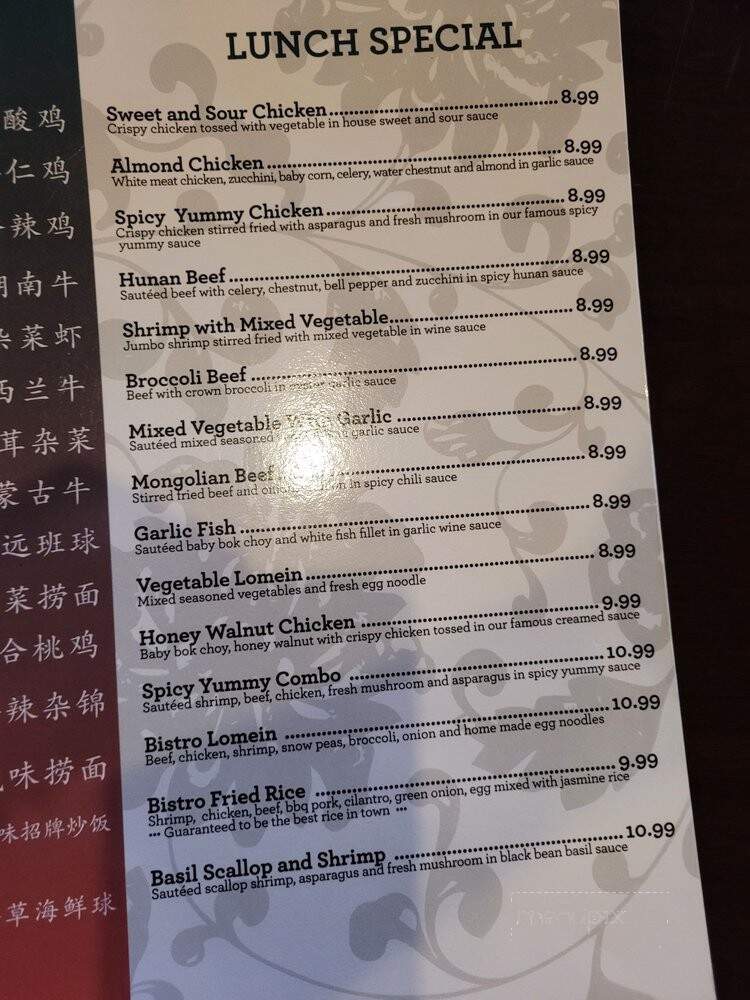 LUNCH SPECIAL
Sweet and Sour Chicken 8.99
Crispy chicken tossed with vegetable in house sweet and sour sauce
Almond Chicken 8.99
White meat chicken, zucchini, baby corn, celery, water chestnut and almond in garlic sauce
Spicy Yummy Chicken 8.99
Crispy chicken stirred fried with asparagus and fresh mushroom in our famous spicy
yummy sauce
Hunan Beef 8.99
Sautéed beef with celery, chestnut, bell pepper and zucchini in spicy hunan sauce
Shrimp with Mixed Vegetable 8.99
Jumbo shrimp stirred fried with mixed vegetable in wine sauce
Broccoli Beef 8.99
Beef with crown broccoli in oyster garlic sauce
Mixed Vegetable With Garlic 8.99
Sautéed mixed seasoned garlic sauce
Mongolian Beef 8.99
Stirred fried beef and in spicy chili sauce
Garlic Fish 8.99
Sautéed baby bok choy and white fish fillet in garlic wine sauce
Vegetable Lomein 8.99
Mixed seasoned vegetables and fresh egg noodle
Honey Walnut Chicken 9.99
Baby bok choy, honey walnut with crispy chicken tossed in our famous creamed sauce
Spicy Yummy Combo 10.99
Sautéed shrimp, beef, chicken, fresh mushroom and asparagus in spicy yummy sauce
Bistro Lomein 10.99
Beef, chicken, shrimp, snow peas, broccoli, onion and home made egg noodles
Bistro Fried Rice 9.99
Shrimp, chicken, beef, bbq pork, cilantro, green onion, egg mixed with jasmine rice
••• Guaranteed to be the best rice in town •••
Basil Scallop and Shrimp 10.99
Sautéed scallop shrimp, asparagus and fresh mushroom in black bean basil sauce
酸鸡
仁鸡
辣鸡
南牛
菜虾
西兰牛
茸杂菜
蒙古牛
远班球
菜捞面
合桃鸡
辣杂锦
味捞面
味招牌炒饭
草海鲜球